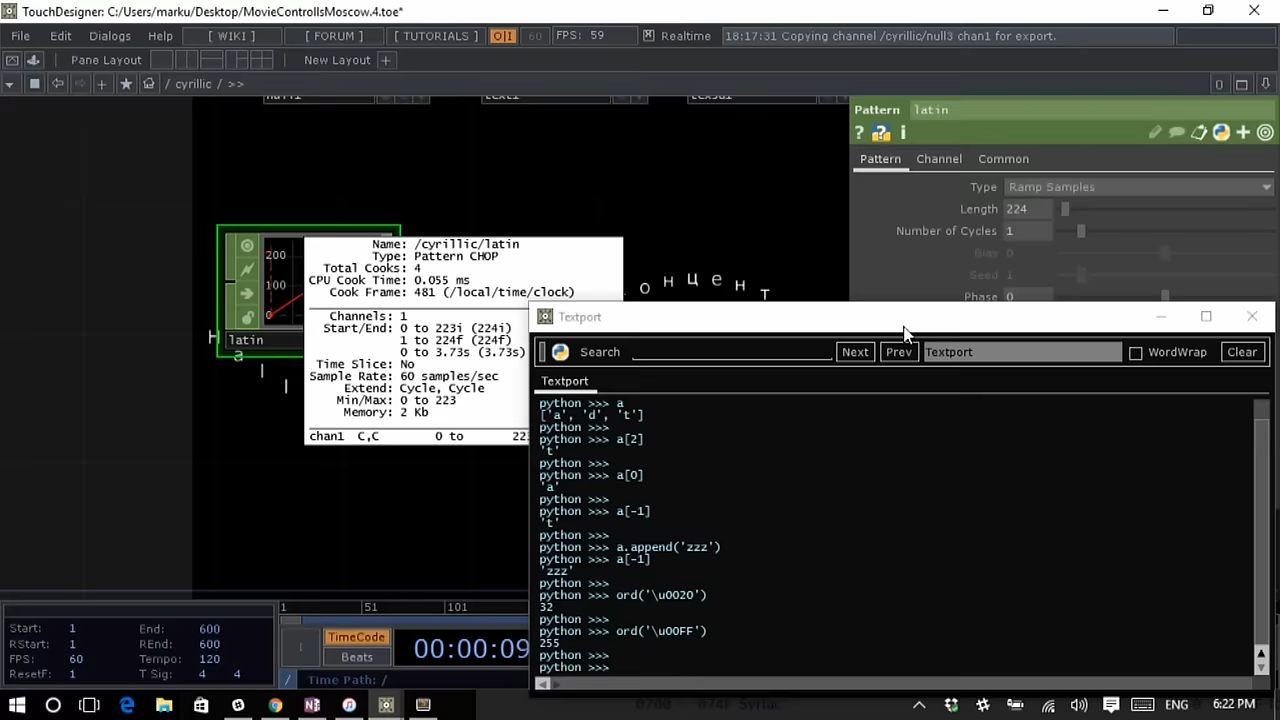 TouchDesigner: C:/Users/marku/Desktop/MovieControllsMoscow.4.toe*
File Edit Dialogs Help [ WIKI ] [ FORUM ] [ TUTORIALS ] O|I 60 FPS: 59 Realtime 18:17:31 Copying channel /cyrillic/null3 chan1 for export.
Pane Layout New Layout +
/ cyrillic / >>
Pattern latin
? ? i
Pattern Channel Common
Type Ramp Samples
Length 224
Number of Cycles 1
Bias 0
Seed 1
Phase 0
200
100
0
latin
Name: /cyrillic/latin
Type: Pattern CHOP
Total Cooks: 4
CPU Cook Time: 0.055 ms
Cook Frame: 481 (/local/time/clock)
Channels: 1
Start/End: 0 to 223i (224i)
1 to 224f (224f)
0 to 3.73s (3.73s)
Time Slice: No
Sample Rate: 60 samples/sec
Extend: Cycle, Cycle
Min/Max: 0 to 223
Memory: 2 Kb
chan1 C,C 0 to
о н ц е н т
Н а
Textport
Search Next Prev Textport WordWrap Clear
Textport
python >>> a
['a', 'd', 't']
python >>>
python >>> a[2]
't'
python >>>
python >>> a[0]
'a'
python >>>
python >>> a[-1]
't'
python >>>
python >>> a.append('zzz')
python >>> a[-1]
'zzz'
python >>>
python >>> ord('\u0020')
32
python >>>
python >>> ord('\u00FF')
255
python >>>
python >>>
1 51 101
Start: 1 End: 600
RStart: 1 REnd: 600
FPS: 60 Tempo: 120
ResetF: 1 T Sig: 4 4
TimeCode
Beats
00:00:09
/ Time Path: /
ENG 6:22 PM